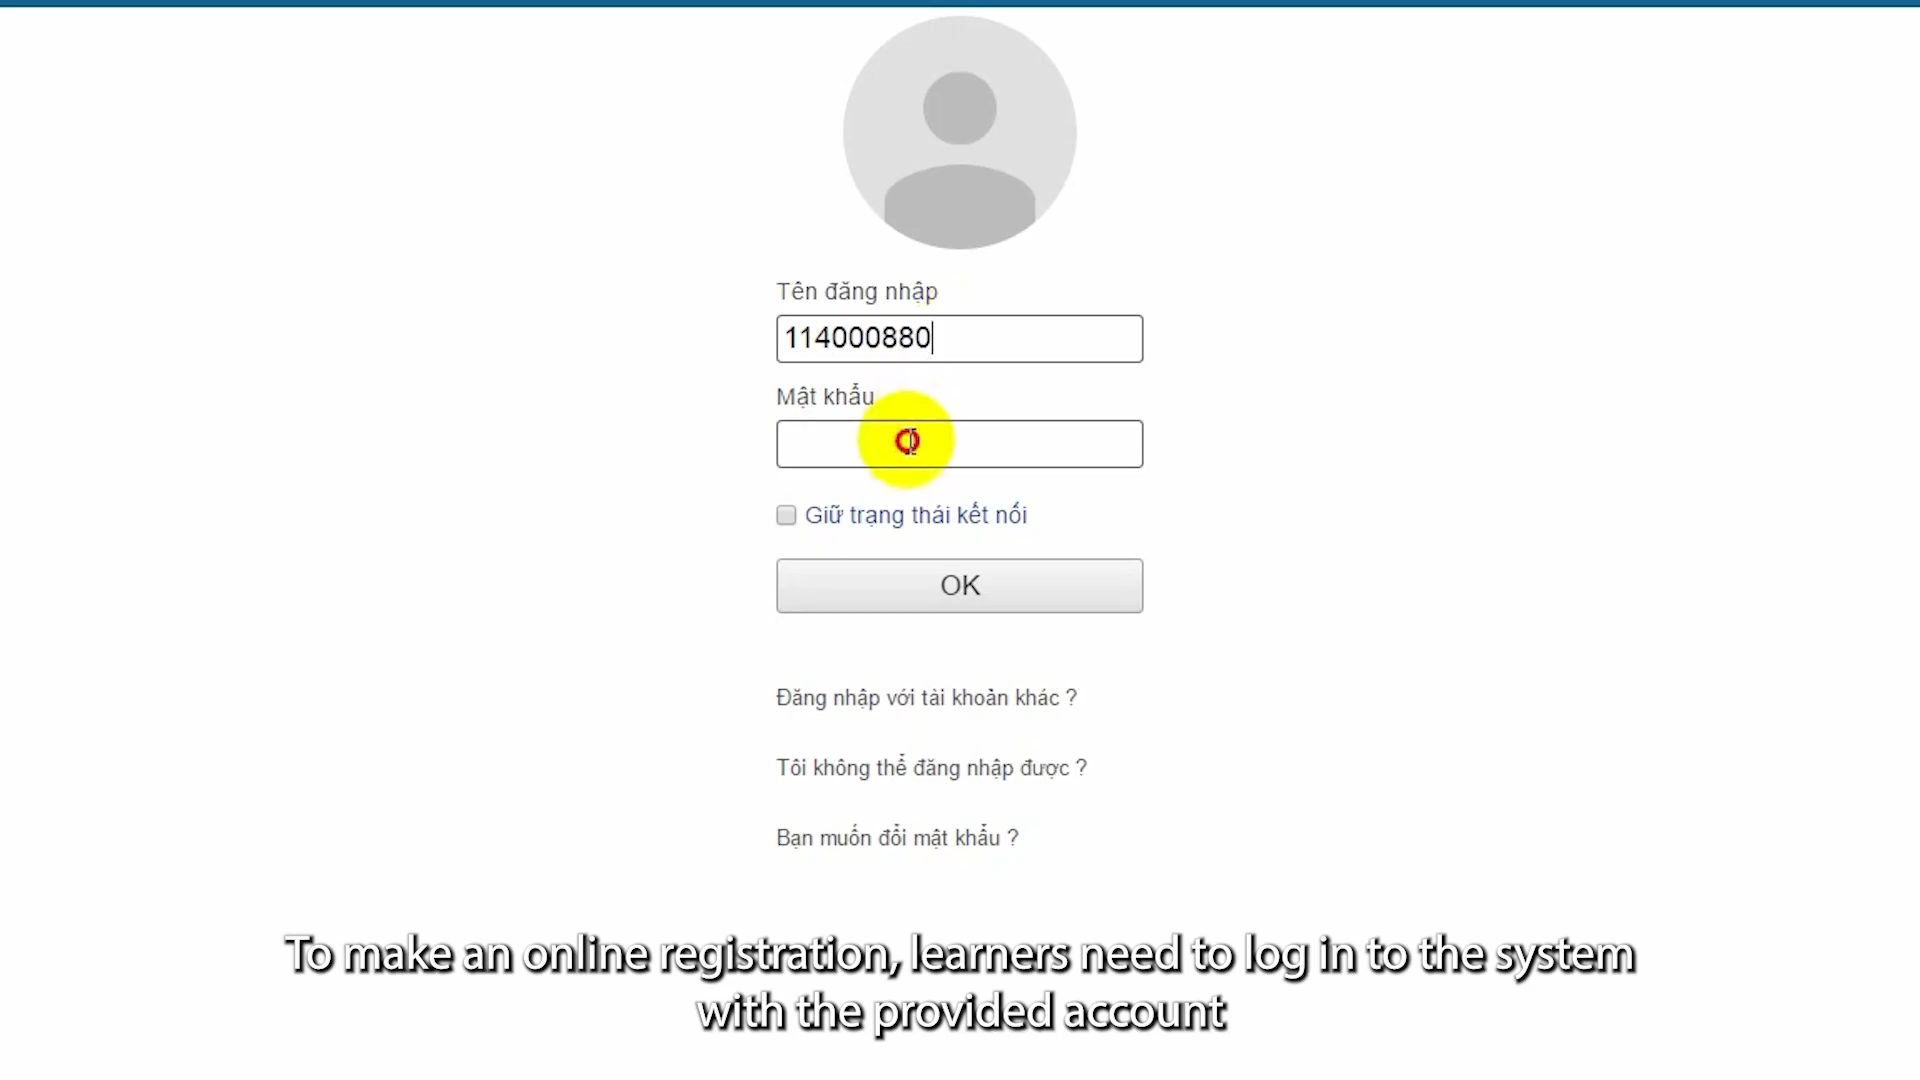 Tên đăng nhập
114000880
Mật khẩu
Giữ trạng thái kết nối
OK
Đăng nhập với tài khoản khác ?
Tôi không thể đăng nhập được ?
Bạn muốn đổi mật khẩu ?
To make an online registration, learners need to log in to the system
with the provided account